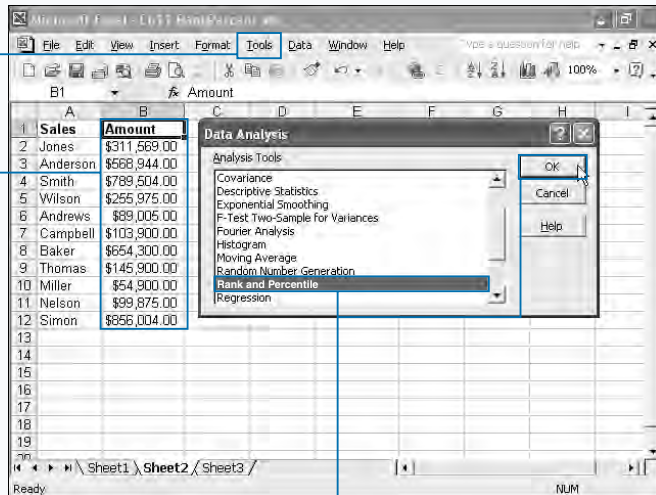 Microsoft Excel - Ch11 RankPercent
File Edit View Insert Format Tools Data Window Help Type a question for help
100%
B1 fx Amount
A B C D E F G H I
1 Sales Amount
2 Jones $311,569.00
3 Anderson $568,944.00
4 Smith $789,504.00
5 Wilson $255,975.00
6 Andrews $89,005.00
7 Campbell $103,900.00
8 Baker $654,300.00
9 Thomas $145,900.00
10 Miller $54,900.00
11 Nelson $99,875.00
12 Simon $856,004.00
13
14
15
16
17
18
19
20
Data Analysis
Analysis Tools
Covariance
Descriptive Statistics
Exponential Smoothing
F-Test Two-Sample for Variances
Fourier Analysis
Histogram
Moving Average
Random Number Generation
Rank and Percentile
Regression
OK
Cancel
Help
Sheet1 Sheet2 Sheet3
Ready NUM